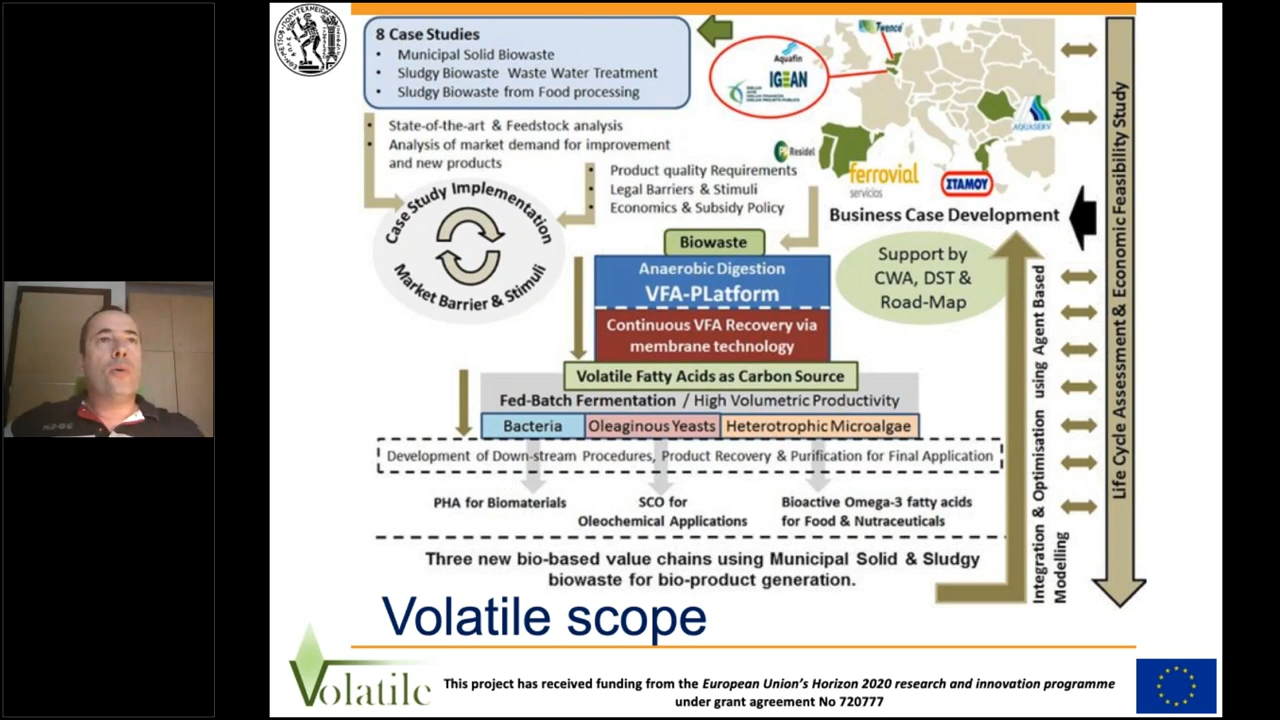 8 Case Studies
• Municipal Solid Biowaste
• Sludgy Biowaste Waste Water Treatment
• Sludgy Biowaste from Food processing
Twence
Aquafin
IGEAN
AQUASERV
Residel
ferrovial
servicios
ITAMOY
• State-of-the-art & Feedstock analysis
• Analysis of market demand for improvement
and new products
• Product quality Requirements
• Legal Barriers & Stimuli
• Economics & Subsidy Policy
Case Study Implementation
Market Barrier & Stimuli
Business Case Development
Biowaste
Support by
CWA, DST &
Road-Map
Anaerobic Digestion
VFA-PLatform
Continuous VFA Recovery via
membrane technology
Volatile Fatty Acids as Carbon Source
Fed-Batch Fermentation / High Volumetric Productivity
Bacteria
Oleaginous Yeasts
Heterotrophic Microalgae
Development of Down-stream Procedures, Product Recovery & Purification for Final Application
PHA for Biomaterials
SCO for
Oleochemical Applications
Bioactive Omega-3 fatty acids
for Food & Nutraceuticals
Three new bio-based value chains using Municipal Solid & Sludgy
biowaste for bio-product generation.
Integration & Optimisation using Agent Based
Modelling
Life Cycle Assessment & Economic Feasibility Study
Volatile scope
Volatile
This project has received funding from the European Union's Horizon 2020 research and innovation programme
under grant agreement No 720777